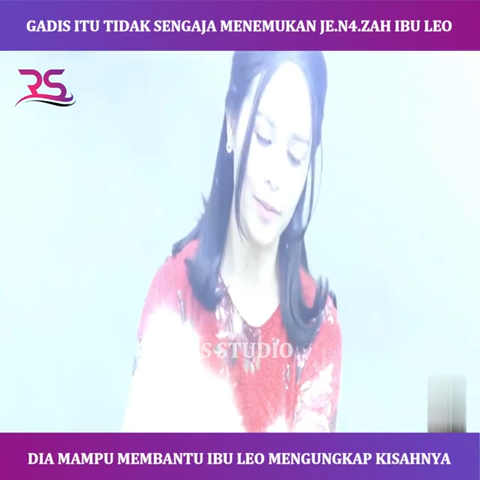 GADIS ITU TIDAK SENGAJA MENEMUKAN JE.N4.ZAH IBU LEO
RS
S STUDIO
DIA MAMPU MEMBANTU IBU LEO MENGUNGKAP KISAHNYA